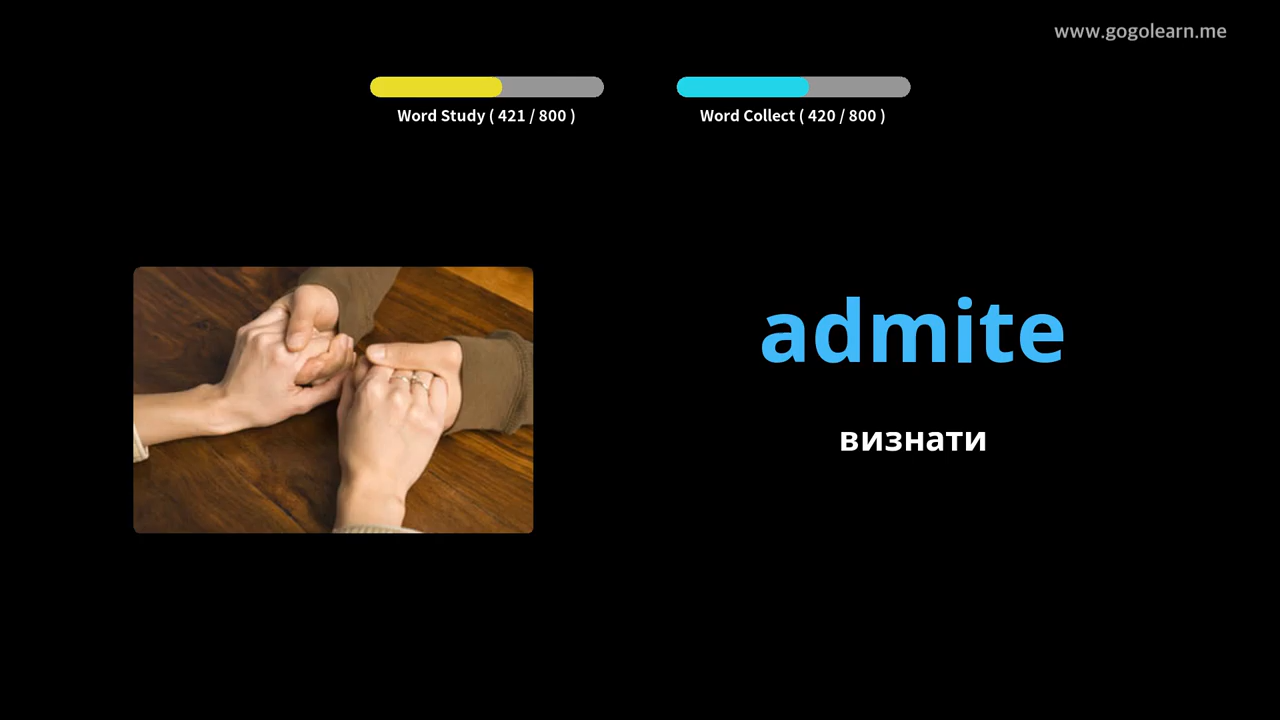 www.gogolearn.me
Word Study ( 421 / 800 )
Word Collect ( 420 / 800 )
admite
визнати